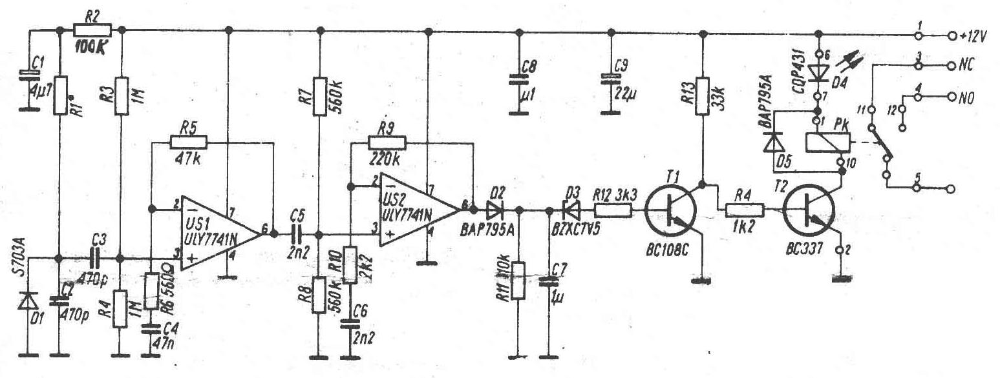 R2
100K
C1
4µ7
R1*
R3
1M
R5
47k
2
3
7
6
4
US1
ULY7741N
S703A
C3
470p
C2
470p
D1
R4
1M
R6 560Ω
C4
47n
C5
2n2
R7
560k
R8
560k
R9
220k
2
3
7
6
4
US2
ULY7741N
R10
2k2
C6
2n2
C8
µ1
C9
22µ
D2
BAP795A
D3
BZXC7V5
R11
C7
1µ
R12 3k3
R13
33k
T1
BC108C
R4
1k2
T2
BC337
2
BAP795A
D5
CQP431
D4
6
7
1
PK
10
1
+12V
3
NC
4
NO
11
12
5